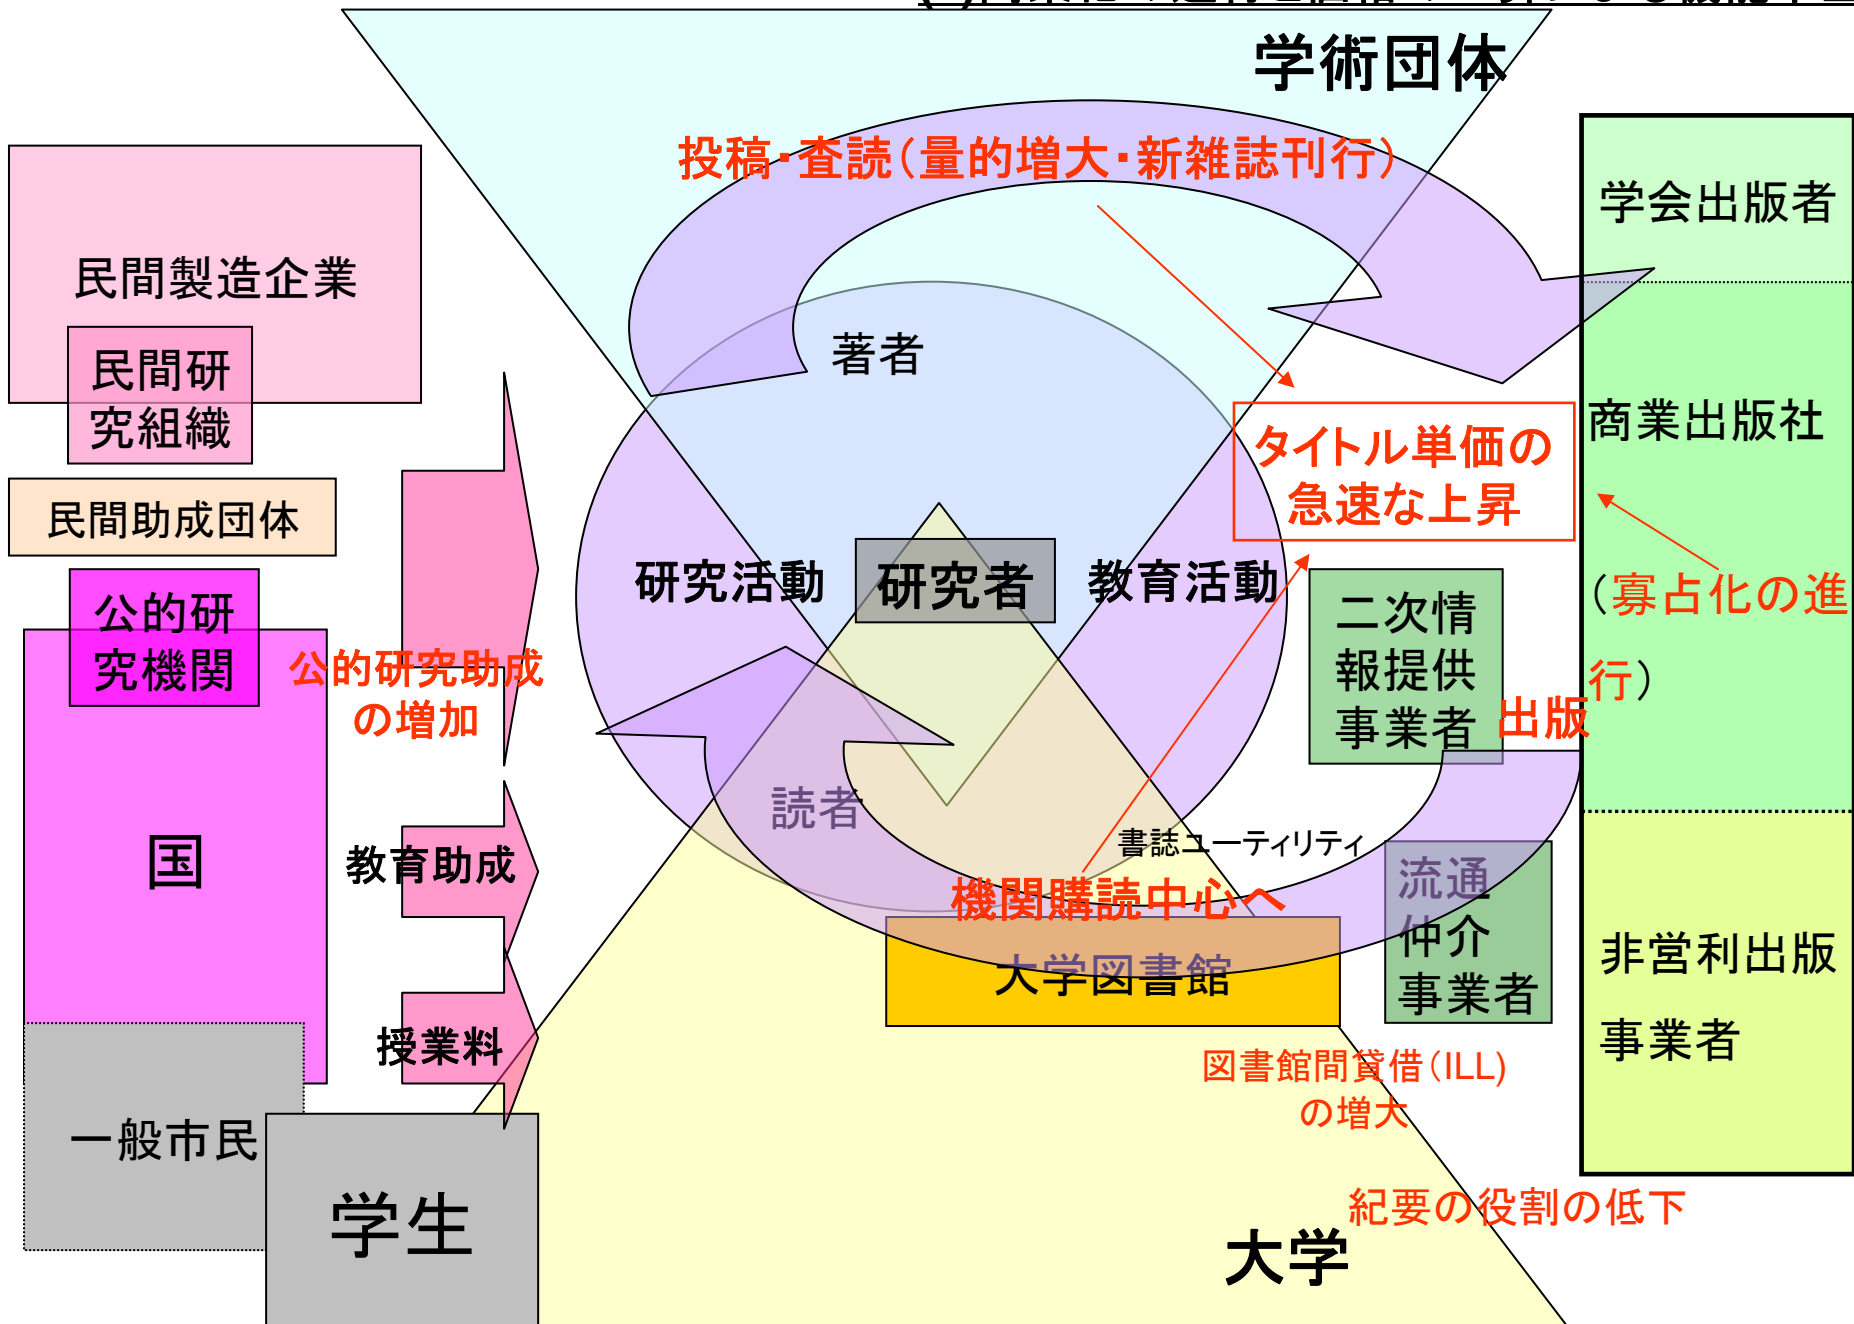 学術団体
投稿・査読(量的増大・新雑誌刊行)
学会出版者
民間製造企業
著者
民間研
究組織
商業出版社
タイトル単価の
急速な上昇
民間助成団体
研究活動
研究者
教育活動
(寡占化の進
行)
公的研
究機関
二次情
報提供
事業者
公的研究助成
の増加
出版
読者
書誌ユーティリティ
国
教育助成
機関購読中心へ
流通
仲介
事業者
大学図書館
非営利出版
事業者
授業料
図書館間貸借(ILL)
の増大
一般市民
学生
紀要の役割の低下
大学